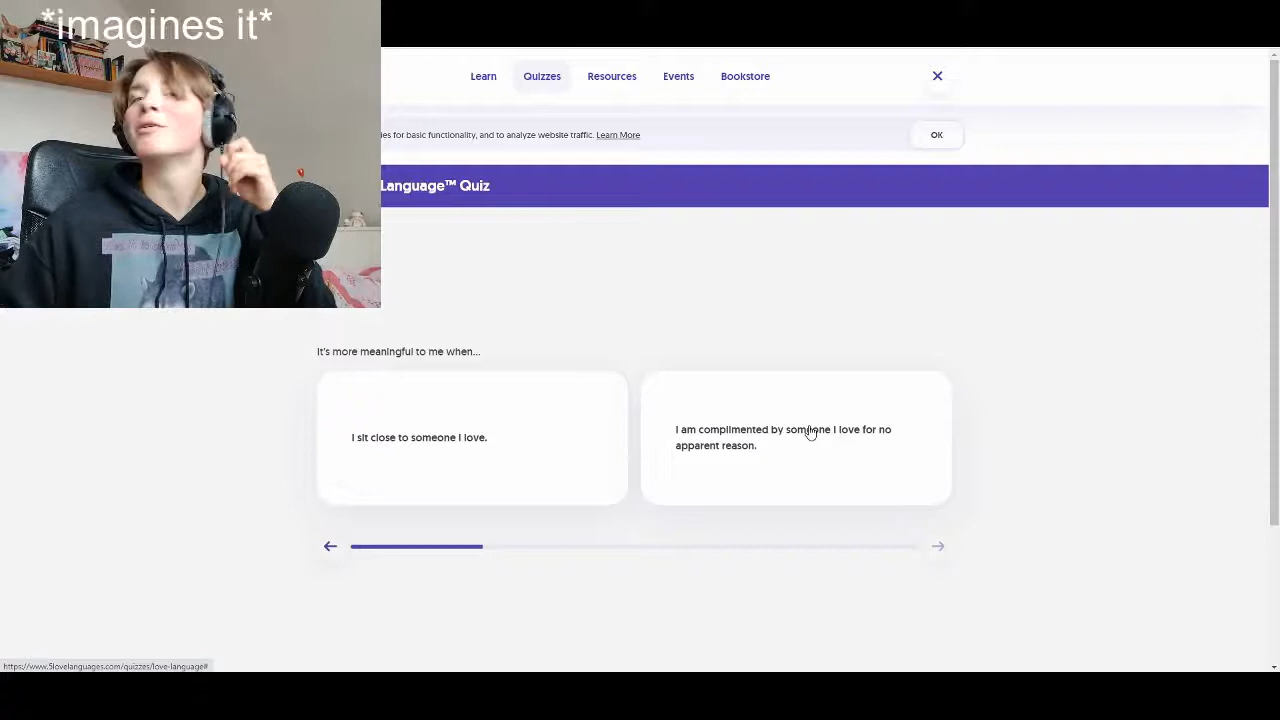 *imagines it*
Learn Quizzes Resources Events Bookstore
es for basic functionality, and to analyze website traffic. Learn More
OK
Language™ Quiz
It's more meaningful to me when...
I sit close to someone I love.
I am complimented by someone I love for no
apparent reason.
https://www.5lovelanguages.com/quizzes/love-language#